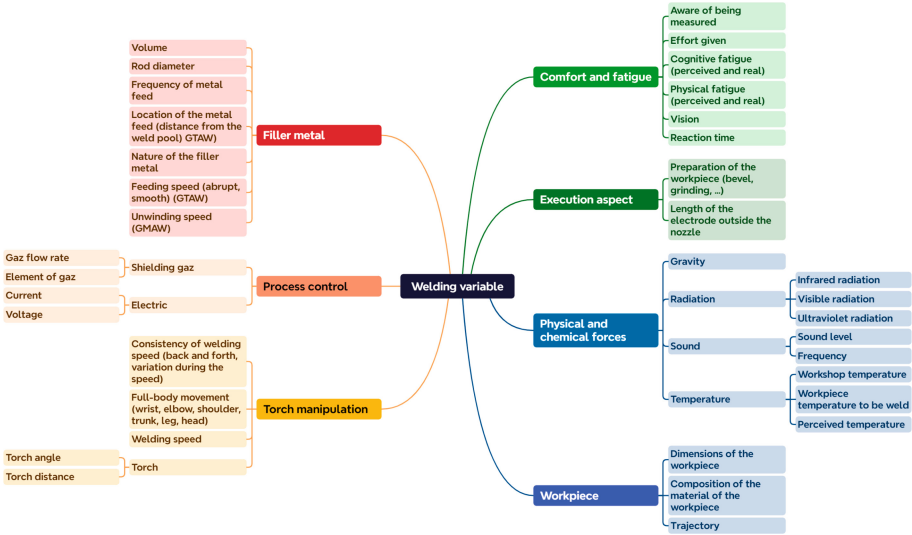 Welding variable
Filler metal
Volume
Rod diameter
Frequency of metal
feed
Location of the metal
feed (distance from the
weld pool) GTAW)
Nature of the filler
metal
Feeding speed (abrupt,
smooth) (GTAW)
Unwinding speed
(GMAW)
Process control
Shielding gaz
Gaz flow rate
Element of gaz
Electric
Current
Voltage
Torch manipulation
Consistency of welding
speed (back and forth,
variation during the
speed)
Full-body movement
(wrist, elbow, shoulder,
trunk, leg, head)
Welding speed
Torch
Torch angle
Torch distance
Comfort and fatigue
Aware of being
measured
Effort given
Cognitive fatigue
(perceived and real)
Physical fatigue
(perceived and real)
Vision
Reaction time
Execution aspect
Preparation of the
workpiece (bevel,
grinding, ...)
Length of the
electrode outside the
nozzle
Physical and
chemical forces
Gravity
Radiation
Infrared radiation
Visible radiation
Ultraviolet radiation
Sound
Sound level
Frequency
Temperature
Workshop temperature
Workpiece
temperature to be weld
Perceived temperature
Workpiece
Dimensions of the
workpiece
Composition of the
material of the
workpiece
Trajectory